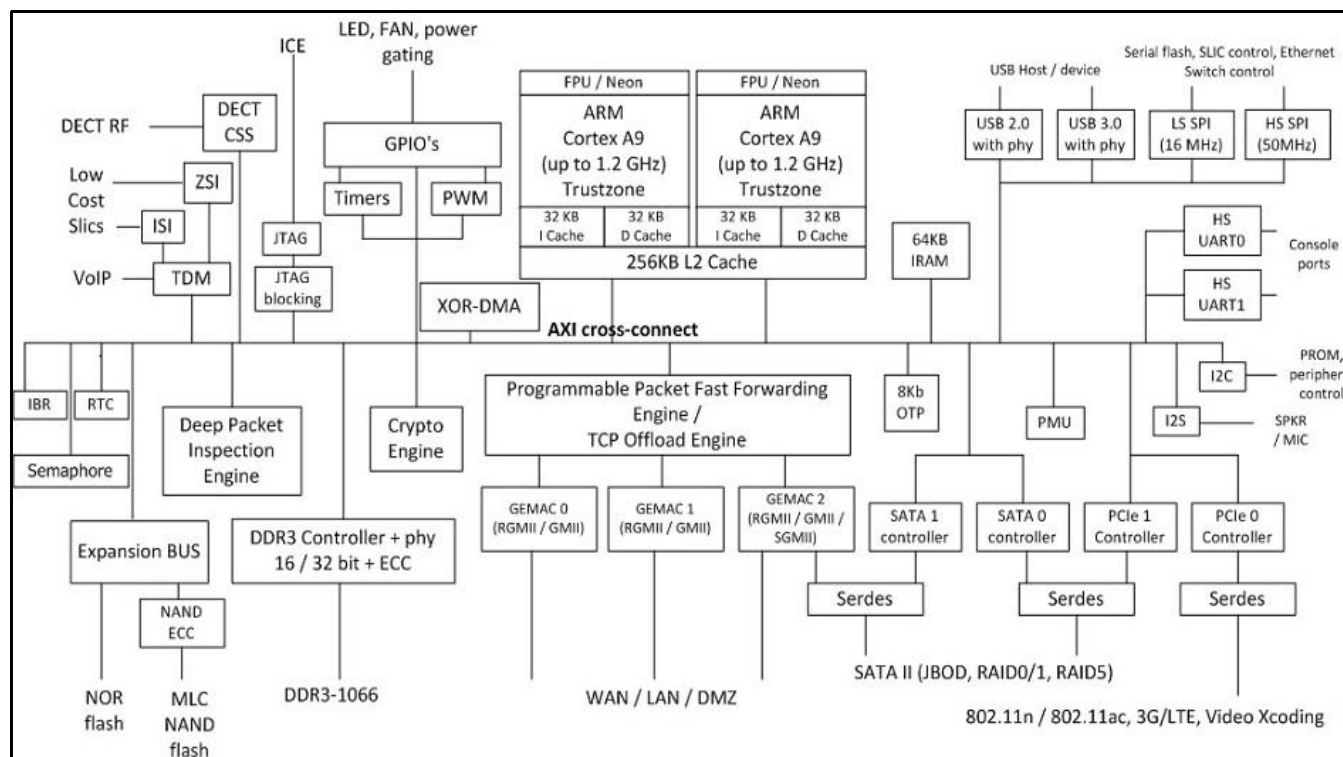 LED, FAN, power
gating
ICE
Serial flash, SLIC control, Ethernet
Switch control
USB Host / device
DECT RF
DECT
CSS
FPU / Neon
ARM
Cortex A9
(up to 1.2 GHz)
Trustzone
32 KB
I Cache
32 KB
D Cache
FPU / Neon
ARM
Cortex A9
(up to 1.2 GHz)
Trustzone
32 KB
I Cache
32 KB
D Cache
256KB L2 Cache
USB 2.0
with phy
USB 3.0
with phy
LS SPI
(16 MHz)
HS SPI
(50MHz)
GPIO's
Timers
PWM
Low
Cost
Slics
ZSI
ISI
VoIP
TDM
JTAG
JTAG
blocking
XOR-DMA
64KB
IRAM
HS
UART0
HS
UART1
Console
ports
AXI cross-connect
IBR
RTC
Semaphore
Deep Packet
Inspection
Engine
Crypto
Engine
Programmable Packet Fast Forwarding
Engine /
TCP Offload Engine
8Kb
OTP
PMU
I2S
I2C
PROM,
peripher
control
SPKR
/ MIC
Expansion BUS
DDR3 Controller + phy
16 / 32 bit + ECC
GEMAC 0
(RGMII / GMII)
GEMAC 1
(RGMII / GMII)
GEMAC 2
(RGMII / GMII /
SGMII)
SATA 1
controller
SATA 0
controller
PCIe 1
Controller
PCIe 0
Controller
NAND
ECC
Serdes
Serdes
Serdes
NOR
flash
MLC
NAND
flash
DDR3-1066
WAN / LAN / DMZ
SATA II (JBOD, RAID0/1, RAID5)
802.11n / 802.11ac, 3G/LTE, Video Xcoding